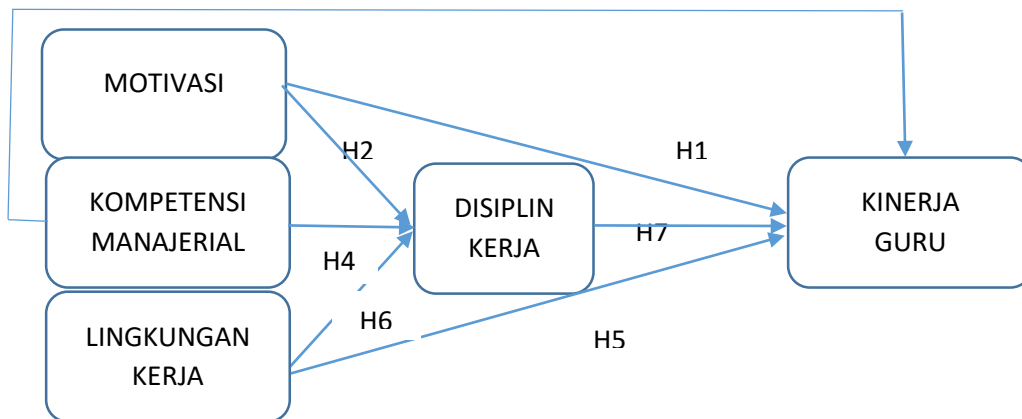 MOTIVASI
H2
H1
KOMPETENSI
MANAJERIAL
DISIPLIN
KERJA
KINERJA
GURU
H4
H7
H6
H5
LINGKUNGAN
KERJA